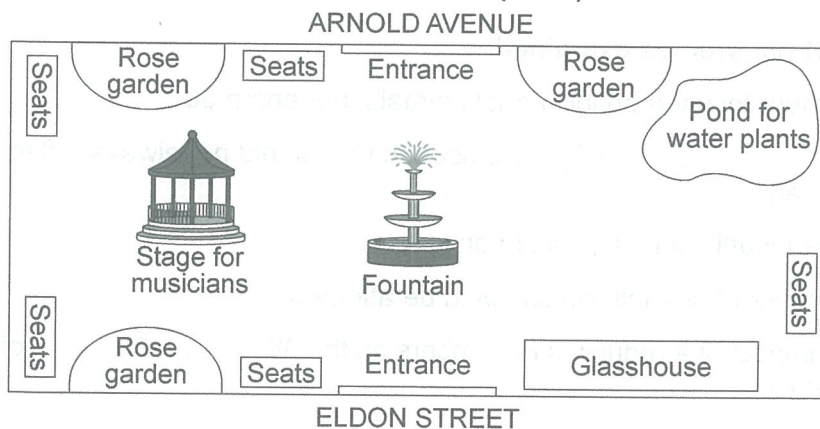 ARNOLD AVENUE
Seats
Rose
garden
Seats
Entrance
Rose
garden
Pond for
water plants
Stage for
musicians
Fountain
Seats
Seats
Rose
garden
Seats
Entrance
Glasshouse
ELDON STREET